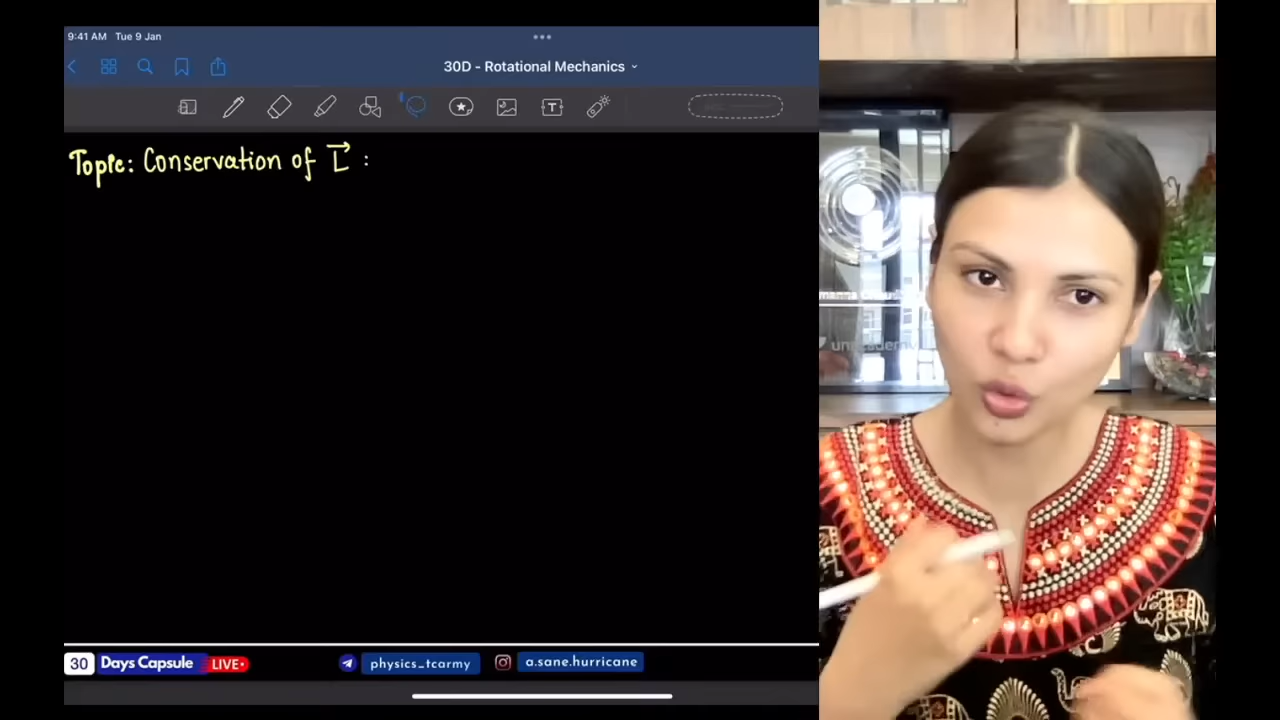 9:41 AM Tue 9 Jan
30D - Rotational Mechanics
T
Topic: Conservation of L⃗ :
unacademy
30 Days Capsule LIVE•
physics_tcarmy
a.sane.hurricane